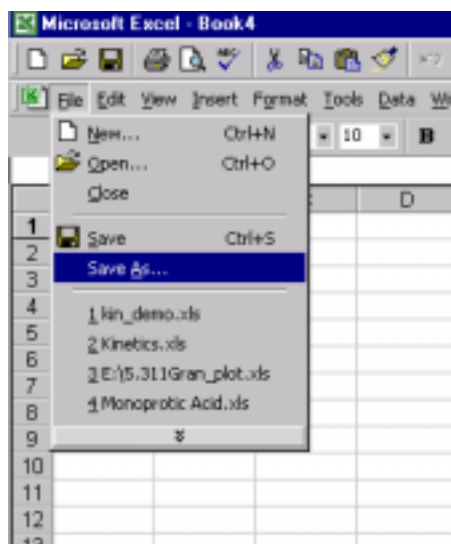 Microsoft Excel - Book4
File Edit View Insert Format Tools Data
New... Ctrl+N
10 B
Open... Ctrl+O
Close
D
1
Save Ctrl+S
2
Save As...
3
4
1 kin_demo.xls
5
2 Kinetics.xls
6
3 E:\5.311Gran_plot.xls
7
4 Monoprotic Acid.xls
8
9
10
11
12
13